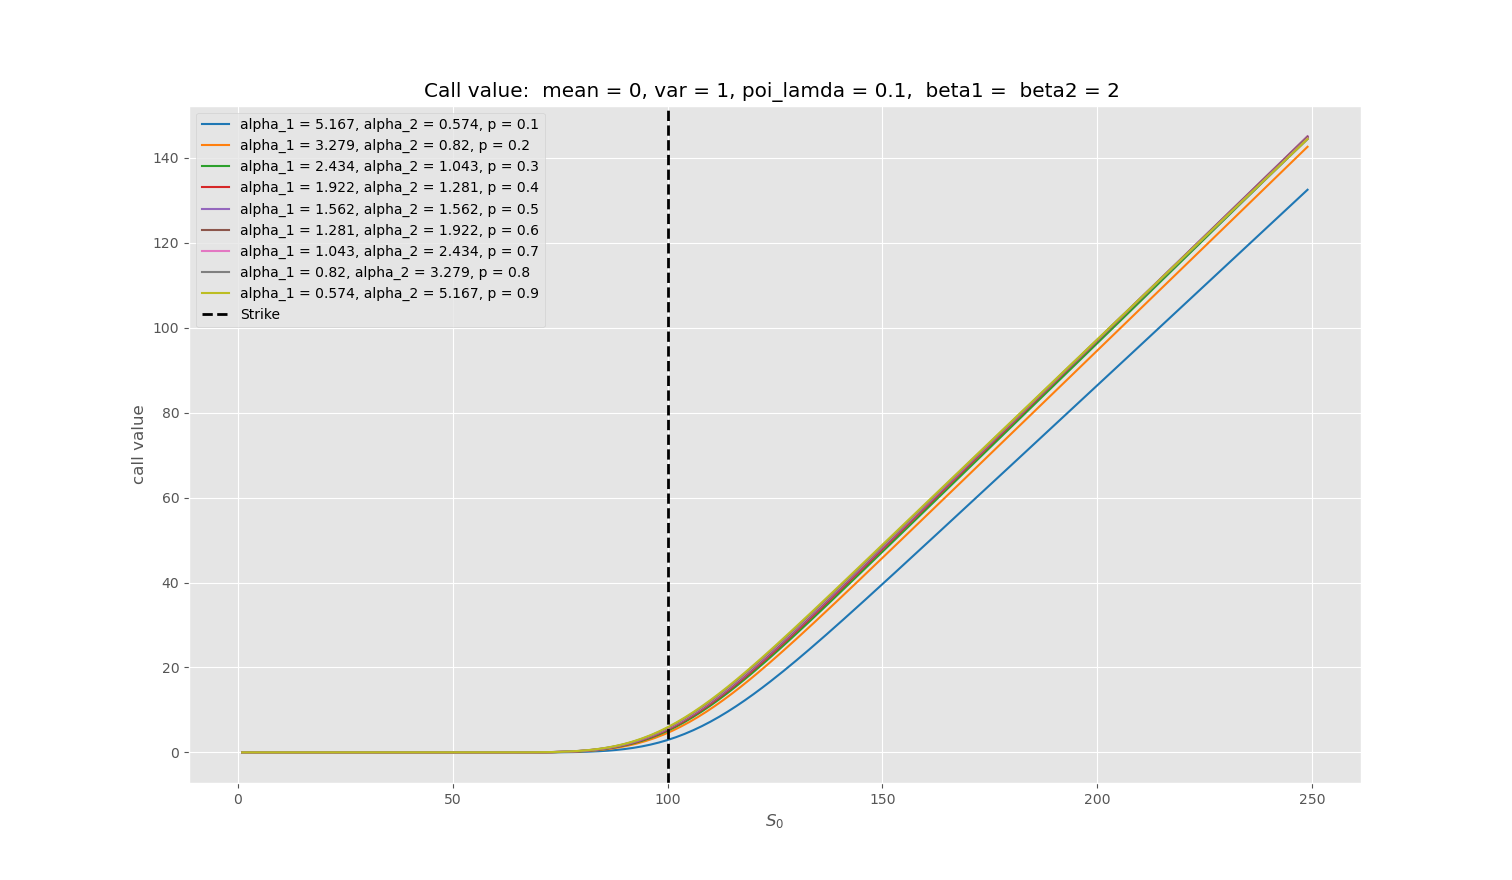 Call value:  mean = 0, var = 1, poi_lamda = 0.1,  beta1 =  beta2 = 2
alpha_1 = 5.167, alpha_2 = 0.574, p = 0.1
alpha_1 = 3.279, alpha_2 = 0.82, p = 0.2
alpha_1 = 2.434, alpha_2 = 1.043, p = 0.3
alpha_1 = 1.922, alpha_2 = 1.281, p = 0.4
alpha_1 = 1.562, alpha_2 = 1.562, p = 0.5
alpha_1 = 1.281, alpha_2 = 1.922, p = 0.6
alpha_1 = 1.043, alpha_2 = 2.434, p = 0.7
alpha_1 = 0.82, alpha_2 = 3.279, p = 0.8
alpha_1 = 0.574, alpha_2 = 5.167, p = 0.9
Strike
call value
140
120
100
80
60
40
20
0
0 50 100 150 200 250
S₀